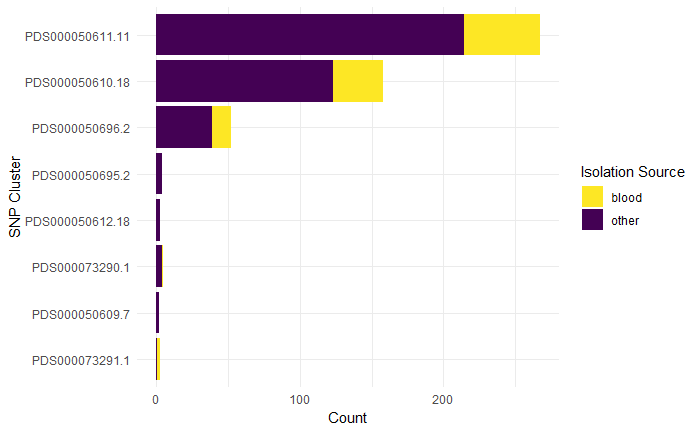 SNP Cluster
PDS000050611.11
PDS000050610.18
PDS000050696.2
PDS000050695.2
PDS000050612.18
PDS000073290.1
PDS000050609.7
PDS000073291.1
0 100 200
Count
Isolation Source
blood
other